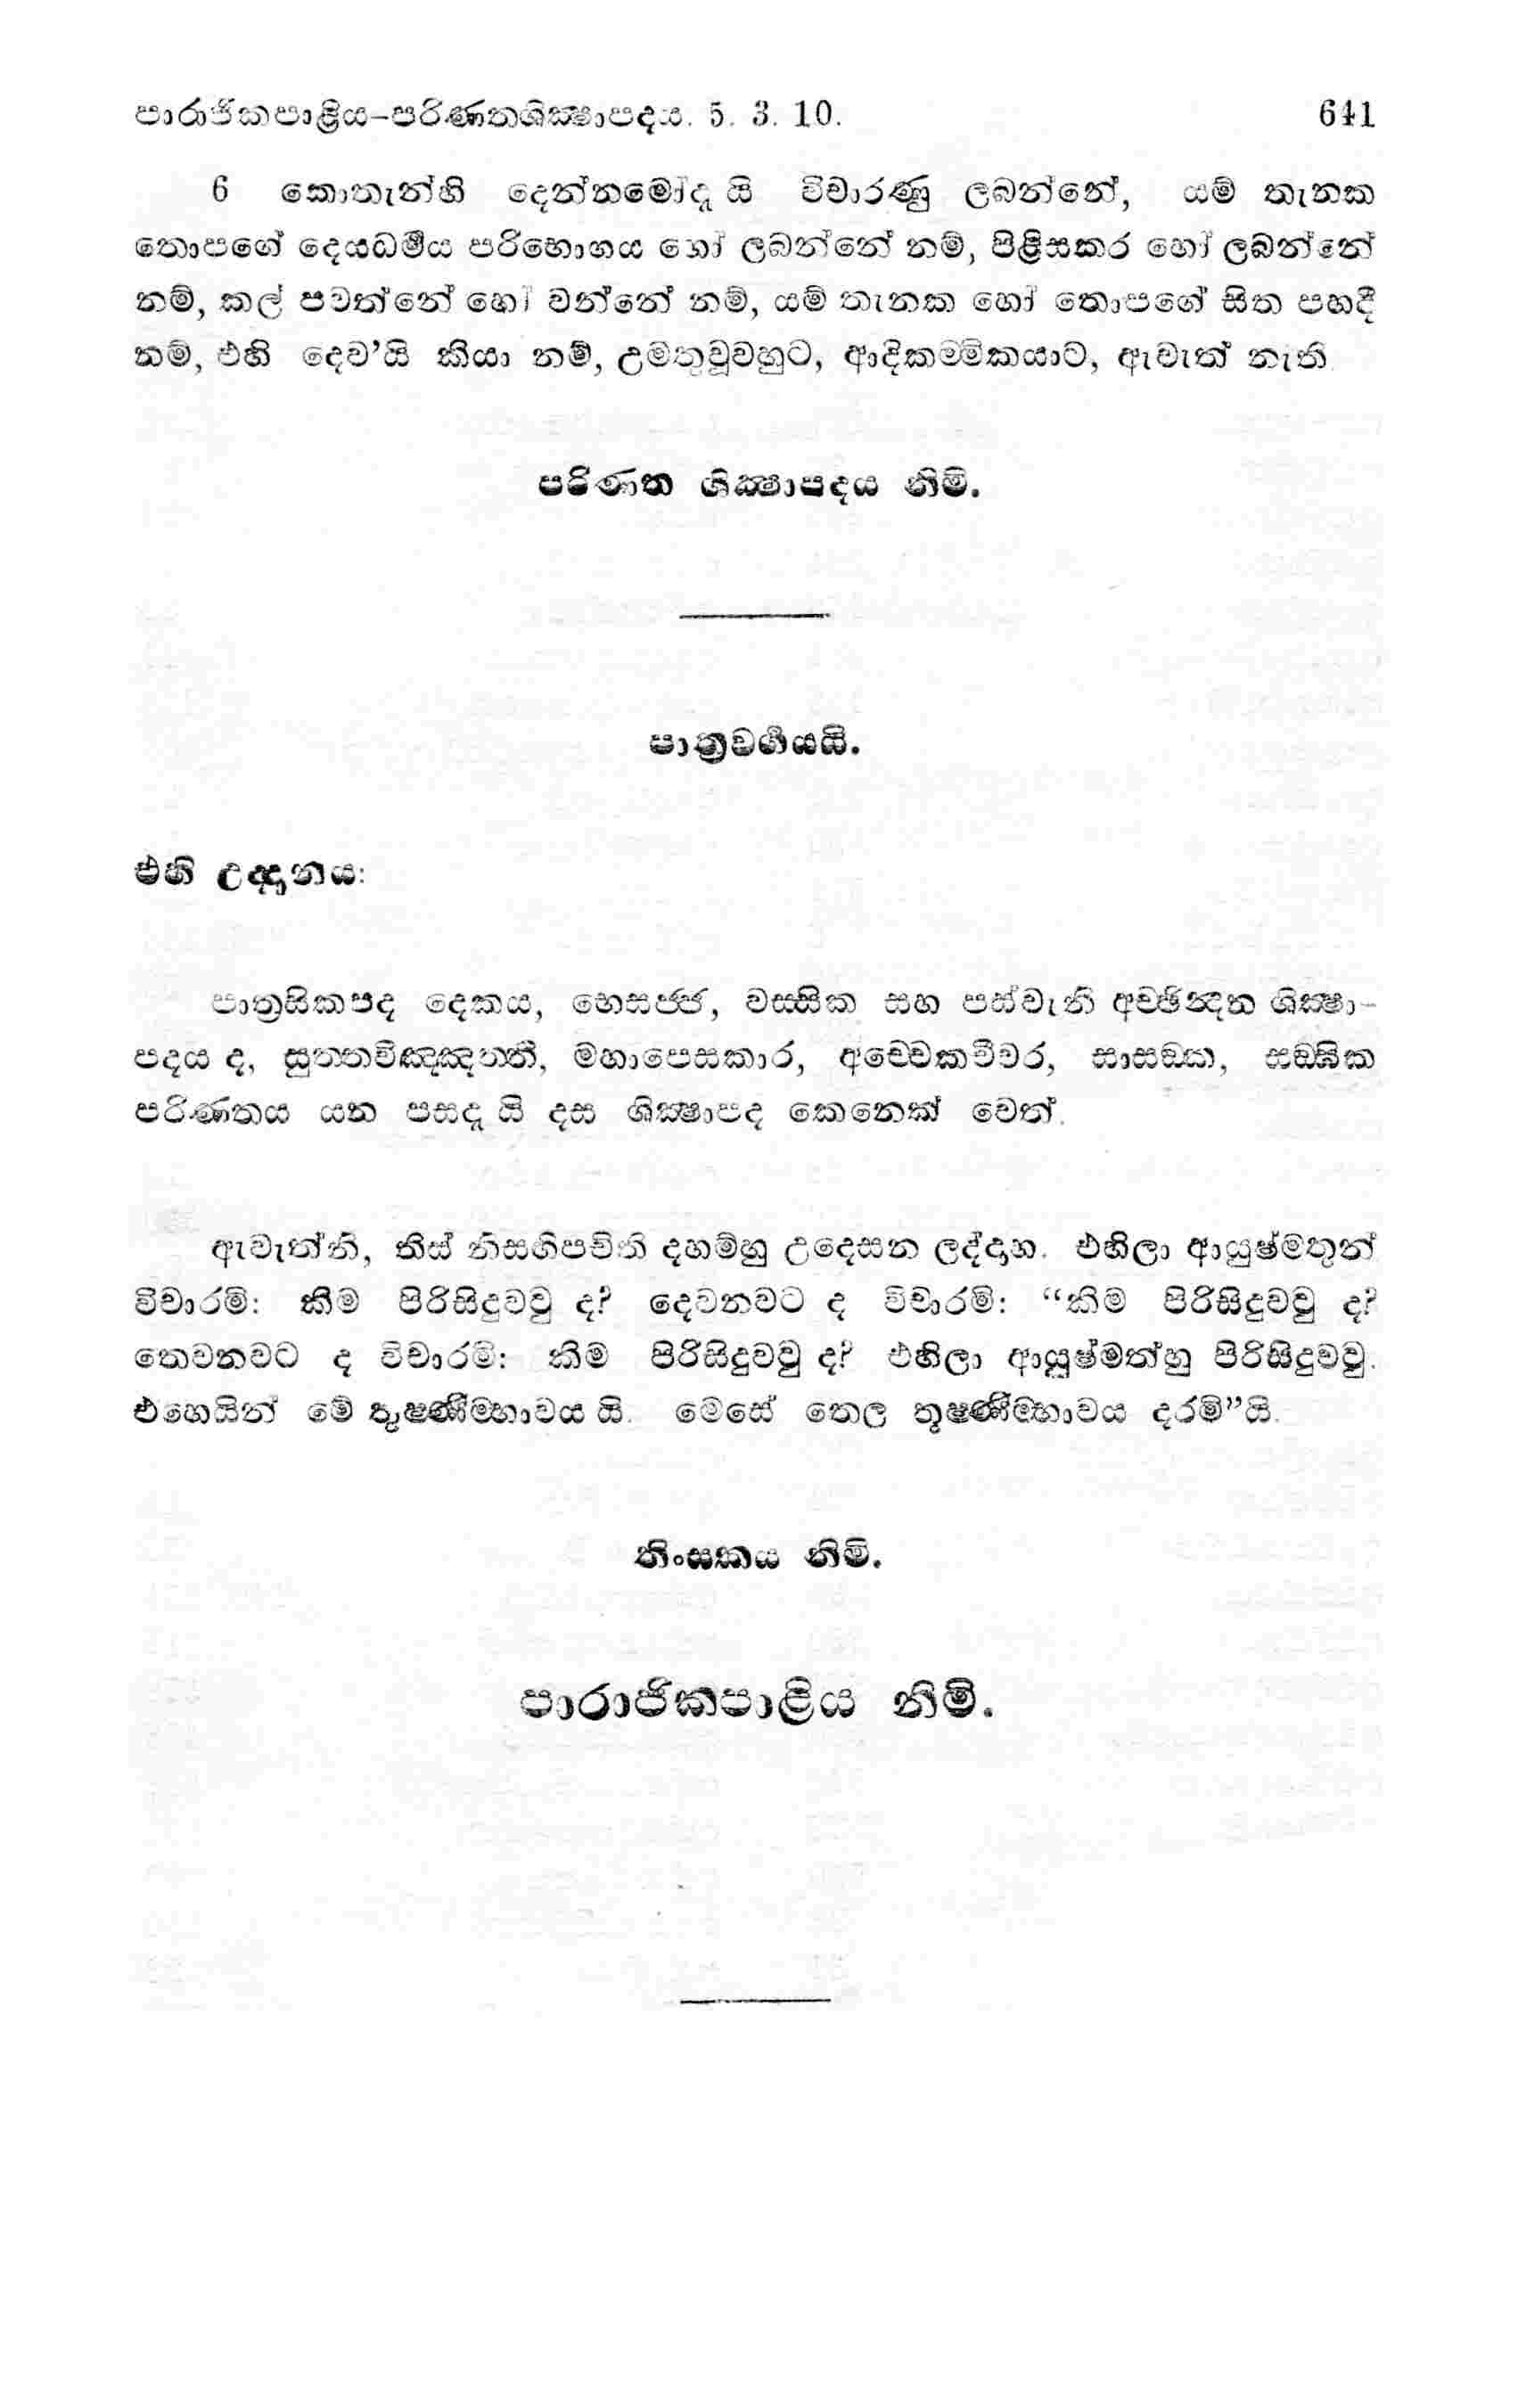 පාරාජිකපාළිය-පරිණතශික්‍ෂාපදය. 5. 3. 10. 641
6 කොතැන්හි දෙන්නමෝදැ යි විචාරණු ලබන්නේ, යම් තැනක
තොපගේ දෙයධර්මය පරිභොගය හෝ ලබන්නේ නම්, පිළිසකර හෝ ලබන්නේ
නම්, කල් පවත්නේ හෝ වන්නේ නම්, යම් තැනක හෝ තොපගේ සිත පහදී
නම්, එහි දෙව’යි කියා නම්, උමතුවූවහුට, ආදිකම්මිකයාට, ඇවැත් නැති.
පරිණත ශික්‍ෂාපදය නිමි.
පාත්‍රවර්ගයයි.
එහි උද්දානය:
පාත්‍රසිකපද දෙකය, භෙසජ්ජ, වස්සික සහ පස්වැනි අච්ඡින්දන ශික්‍ෂා-
පදය ද, සුත්තවිඤ්ඤත්ති, මහාපෙසකාර, අච්චෙකචීවර, සාසඞ්ක, සඞ්ඝික
පරිණතය යන පසදැ යි දස ශික්‍ෂාපද කෙනෙක් වෙත්.
ඇවැත්නි, තිස් නිසගිපචිති දහම්හු උදෙසන ලද්දාහ. එහිලා ආයුෂ්මතුන්
විචාරමි: කිම පිරිසිදුවවු ද? දෙවනවට ද විචාරමි: “කිම පිරිසිදුවවු ද?
තෙවනවට ද විචාරමි: කිම පිරිසිදුවවු ද? එහිලා ආයුෂ්මත්හු පිරිසිදුවවු.
එහෙයින් මේ තූෂ්ණීම්භාවය යි. මෙසේ තෙල තූෂ්ණීම්භාවය දරමි”යි.
තිංසකය නිමි.
පාරාජිකපාළිය නිමි.